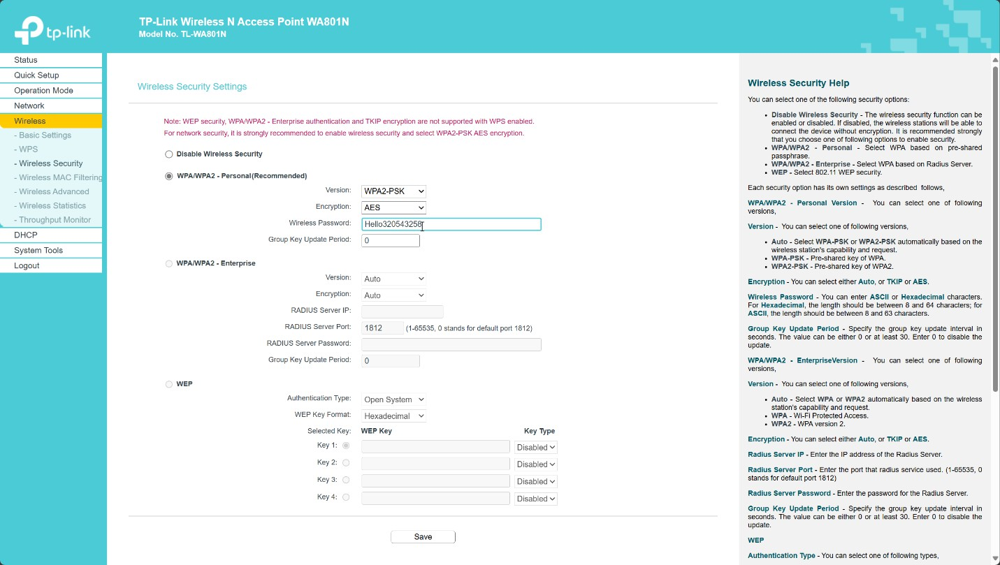 tp-link
TP-Link Wireless N Access Point WA801N
Model No. TL-WA801N
Status
Quick Setup
Operation Mode
Network
Wireless
- Basic Settings
- WPS
- Wireless Security
- Wireless MAC Filtering
- Wireless Advanced
- Wireless Statistics
- Throughput Monitor
DHCP
System Tools
Logout
Wireless Security Settings
Note: WEP security, WPA/WPA2 - Enterprise authentication and TKIP encryption are not supported with WPS enabled.
For network security, it is strongly recommended to enable wireless security and select WPA2-PSK AES encryption.
Disable Wireless Security
WPA/WPA2 - Personal(Recommended)
Version: WPA2-PSK
Encryption: AES
Wireless Password: Hello320543258
Group Key Update Period: 0
WPA/WPA2 - Enterprise
Version: Auto
Encryption: Auto
RADIUS Server IP:
RADIUS Server Port: 1812 (1-65535, 0 stands for default port 1812)
RADIUS Server Password:
Group Key Update Period: 0
WEP
Authentication Type: Open System
WEP Key Format: Hexadecimal
Selected Key: WEP Key Key Type
Key 1: Disabled
Key 2: Disabled
Key 3: Disabled
Key 4: Disabled
Save
Wireless Security Help
You can select one of the following security options:
• Disable Wireless Security - The wireless security function can be
enabled or disabled. If disabled, the wireless stations will be able to
connect the device without encryption. It is recommended strongly
that you choose one of following options to enable security.
• WPA/WPA2 - Personal - Select WPA based on pre-shared
passphrase.
• WPA/WPA2 - Enterprise - Select WPA based on Radius Server.
• WEP - Select 802.11 WEP security.
Each security option has its own settings as described follows,
WPA/WPA2 - Personal Version - You can select one of following
versions,
Version - You can select one of following versions,
• Auto - Select WPA-PSK or WPA2-PSK automatically based on the
wireless station's capability and request.
• WPA-PSK - Pre-shared key of WPA.
• WPA2-PSK - Pre-shared key of WPA2.
Encryption - You can select either Auto, or TKIP or AES.
Wireless Password - You can enter ASCII or Hexadecimal characters.
For Hexadecimal, the length should be between 8 and 64 characters; for
ASCII, the length should be between 8 and 63 characters.
Group Key Update Period - Specify the group key update interval in
seconds. The value can be either 0 or at least 30. Enter 0 to disable the
update.
WPA/WPA2 - EnterpriseVersion - You can select one of following
versions,
Version - You can select one of following versions,
• Auto - Select WPA or WPA2 automatically based on the wireless
station's capability and request.
• WPA - Wi-Fi Protected Access.
• WPA2 - WPA version 2.
Encryption - You can select either Auto, or TKIP or AES.
Radius Server IP - Enter the IP address of the Radius Server.
Radius Server Port - Enter the port that radius service used. (1-65535, 0
stands for default port 1812)
Radius Server Password - Enter the password for the Radius Server.
Group Key Update Period - Specify the group key update interval in
seconds. The value can be either 0 or at least 30. Enter 0 to disable the
update.
WEP
Authentication Type - You can select one of following types,